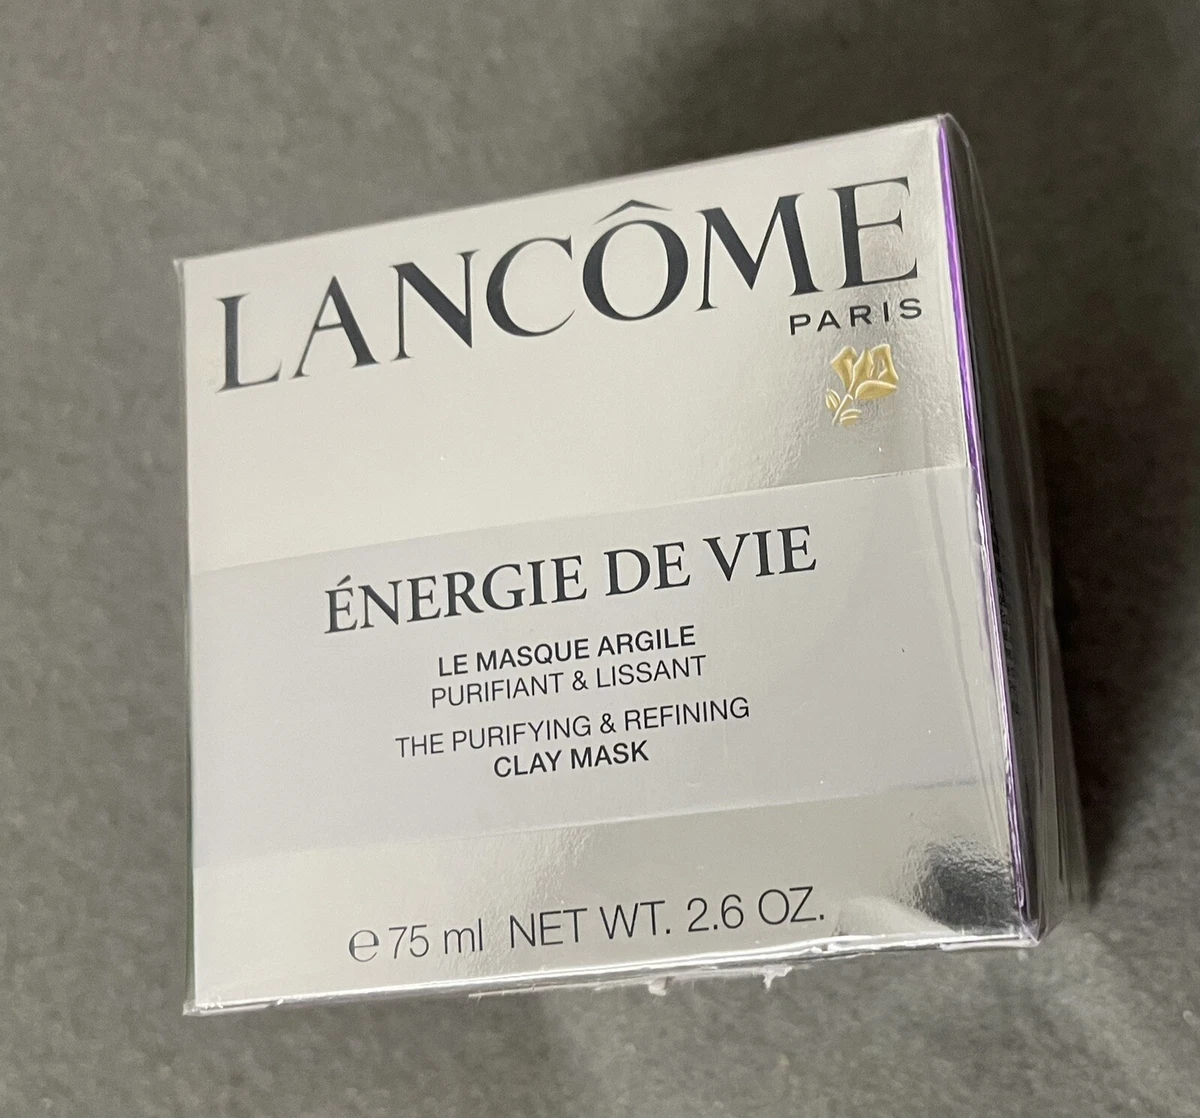 LANCÔME
PARIS
ÉNERGIE DE VIE
LE MASQUE ARGILE
PURIFIANT & LISSANT
THE PURIFYING & REFINING
CLAY MASK
℮ 75 ml NET WT. 2.6 OZ.